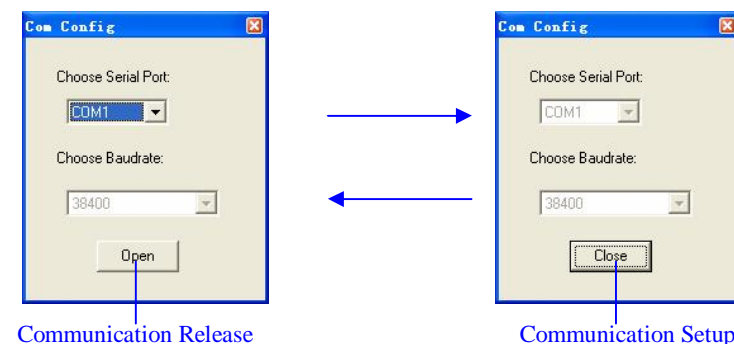 Com Config
Choose Serial Port:
COM1
Choose Baudrate:
38400
Open
Communication Release
Com Config
Choose Serial Port:
COM1
Choose Baudrate:
38400
Close
Communication Setup